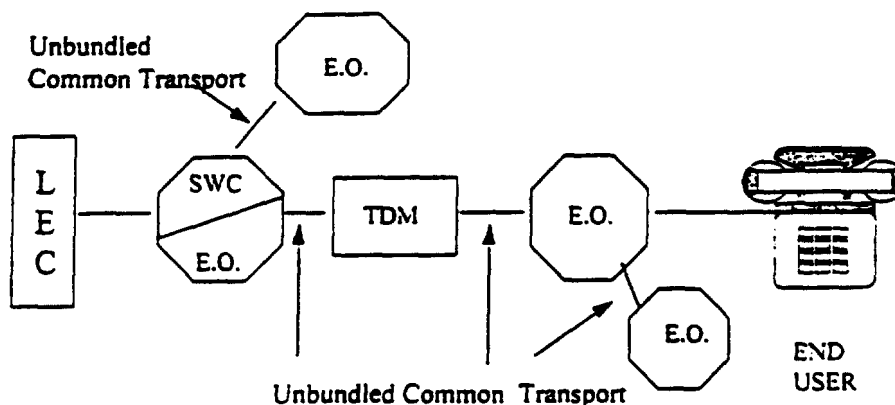 Unbundled
Common Transport
E.O.
L
E
C
SWC
E.O.
TDM
E.O.
E.O.
END
USER
Unbundled Common Transport